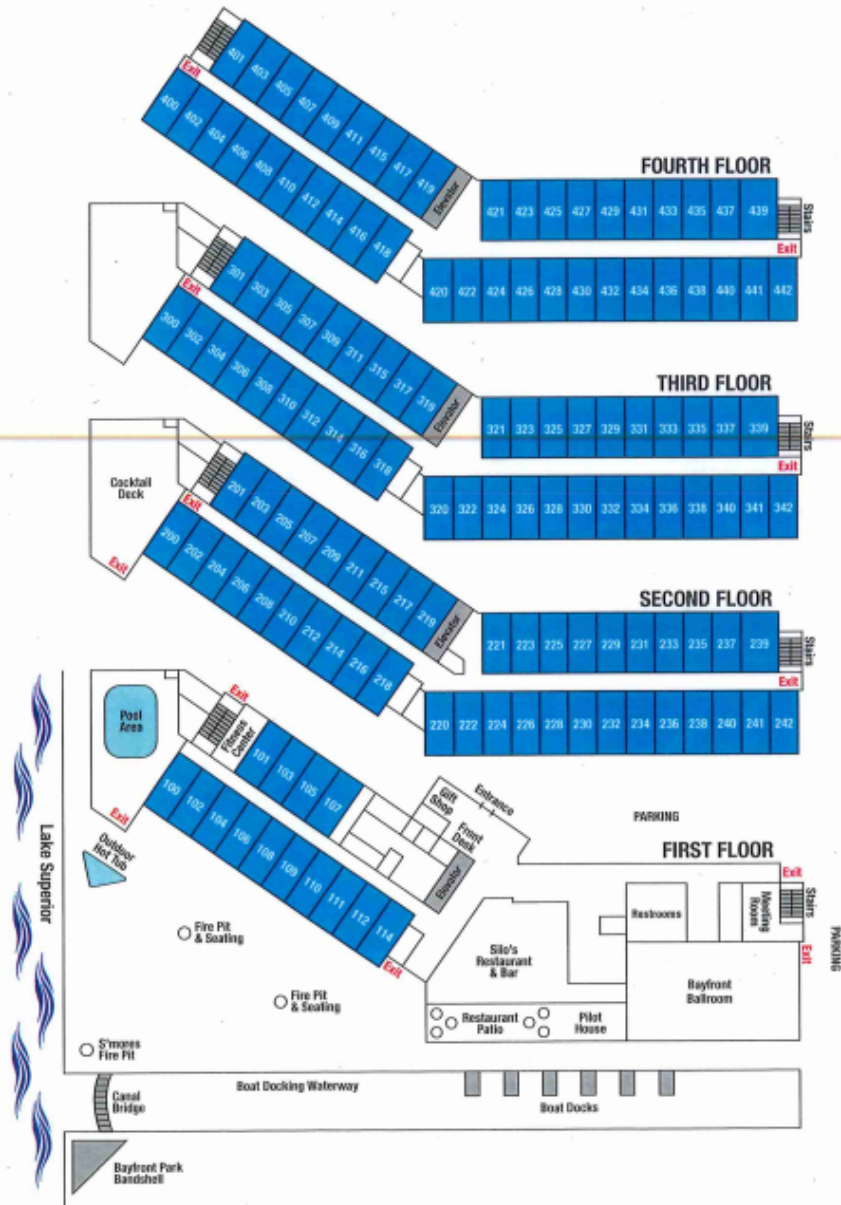 401 403 405 407 409 411 415 417 419
Elevator
Exit
400 402 404 406 408 410 412 414 416 418
FOURTH FLOOR
421 423 425 427 429 431 433 435 437 439
Stairs
Exit
420 422 424 426 428 430 432 434 436 438 440 441 442
301 303 305 307 309 311 315 317 319
Elevator
Exit
300 302 304 306 308 310 312 314 316 318
THIRD FLOOR
321 323 325 327 329 331 333 335 337 339
Stairs
Exit
320 322 324 326 328 330 332 334 336 338 340 341 342
Cocktail
Deck
Exit
201 203 205 207 209 211 215 217 219
Elevator
Exit
200 202 204 206 208 210 212 214 216 218
SECOND FLOOR
221 223 225 227 229 231 233 235 237 239
Stairs
Exit
220 222 224 226 228 230 232 234 236 238 240 241 242
Pool
Area
Exit
Exit
Fitness
Center
101 103 105 107
100 102 104 106 108 109 110 111 112 114
Exit
Gift
Shop
Entrance
Front
Desk
Elevator
PARKING
FIRST FLOOR
Exit
Stairs
Exit
PARKING
Restrooms
Meeting
Room
Silo's
Restaurant
& Bar
Bayfront
Ballroom
Restaurant
Patio
Pilot
House
Lake Superior
Outdoor
Hot Tub
Fire Pit
& Seating
Fire Pit
& Seating
S'mores
Fire Pit
Boat Docking Waterway
Canal
Bridge
Boat Docks
Bayfront Park
Bandshell